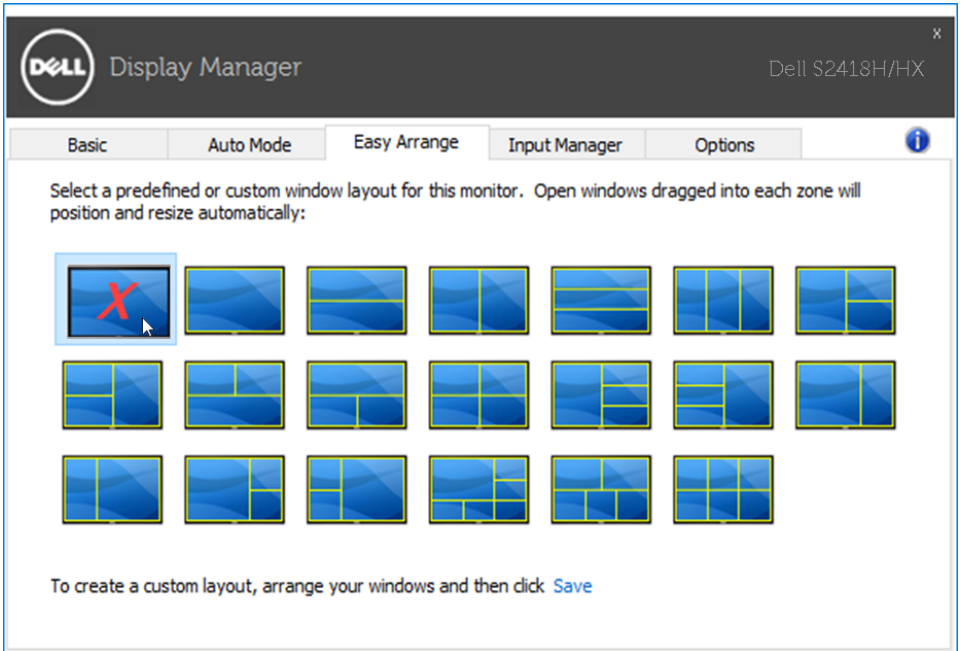 x
DELL
Display Manager
Dell S2418H/HX
Basic
Auto Mode
Easy Arrange
Input Manager
Options
i
Select a predefined or custom window layout for this monitor.  Open windows dragged into each zone will
position and resize automatically:
X
To create a custom layout, arrange your windows and then click  Save